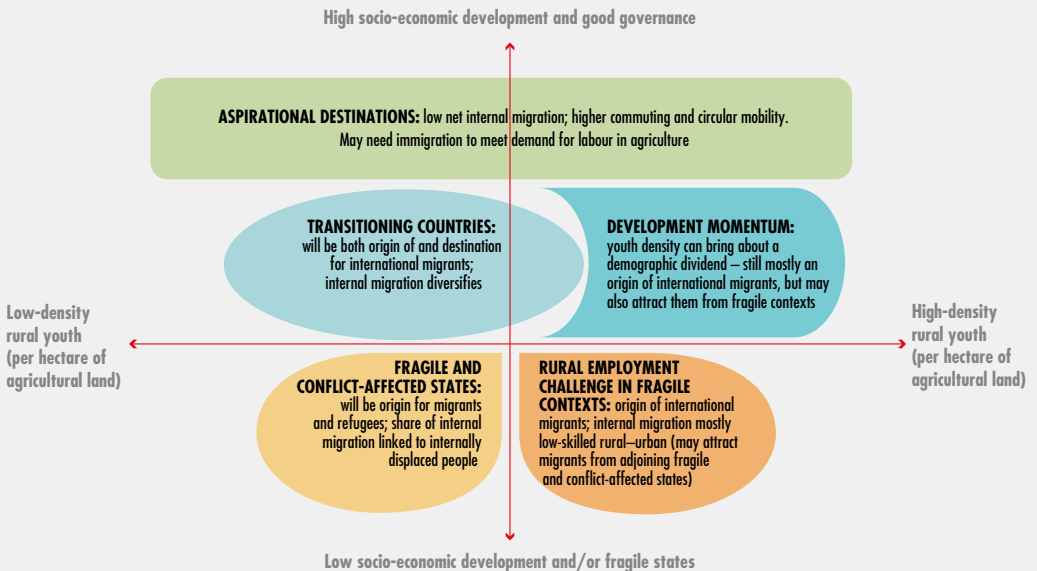 High socio-economic development and good governance
ASPIRATIONAL DESTINATIONS: low net internal migration; higher commuting and circular mobility.
May need immigration to meet demand for labour in agriculture
TRANSITIONING COUNTRIES:
will be both origin of and destination
for international migrants;
internal migration diversifies
DEVELOPMENT MOMENTUM:
youth density can bring about a
demographic dividend – still mostly an
origin of international migrants, but may
also attract them from fragile contexts
Low-density
rural youth
(per hectare of
agricultural land)
High-density
rural youth
(per hectare of
agricultural land)
FRAGILE AND
CONFLICT-AFFECTED STATES:
will be origin for migrants
and refugees; share of internal
migration linked to internally
displaced people
RURAL EMPLOYMENT
CHALLENGE IN FRAGILE
CONTEXTS: origin of international
migrants; internal migration mostly
low-skilled rural–urban (may attract
migrants from adjoining fragile
and conflict-affected states)
Low socio-economic development and/or fragile states